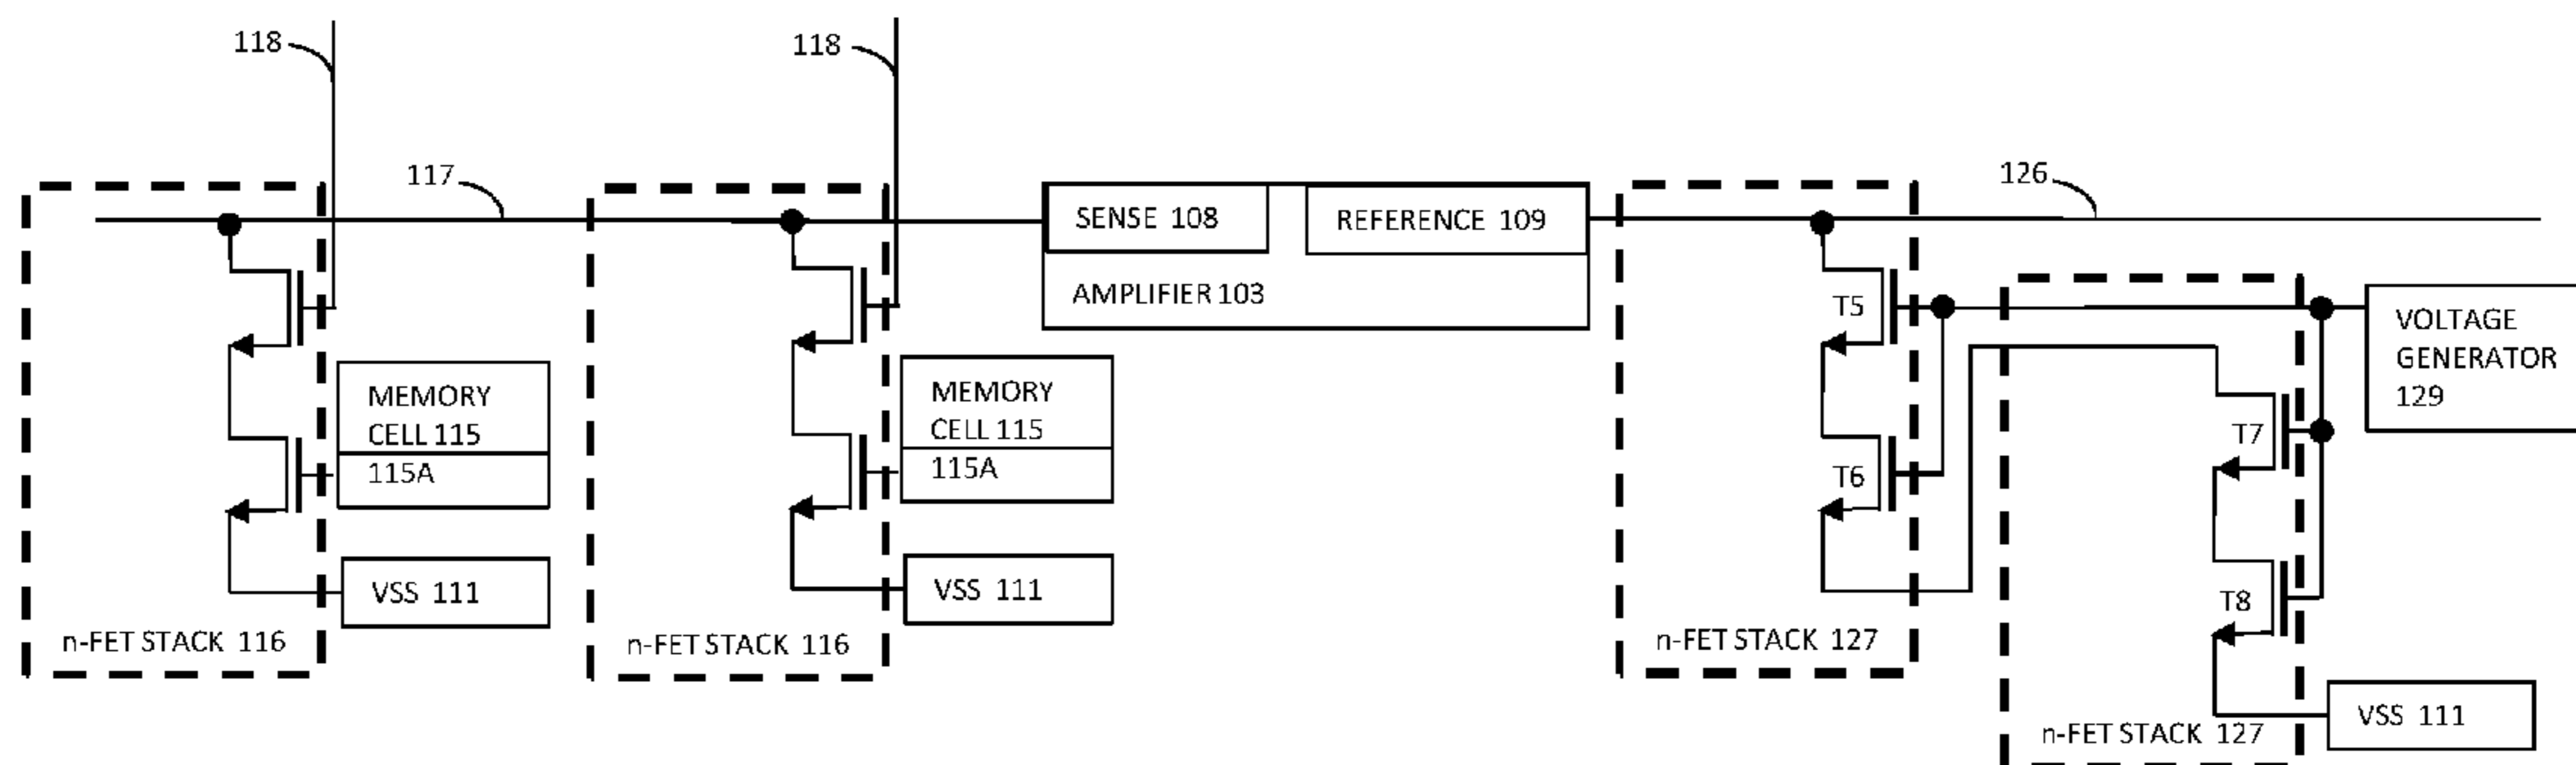 118
117
MEMORY
CELL 115
115A
VSS 111
n-FET STACK 116
118
MEMORY
CELL 115
115A
VSS 111
n-FET STACK 116
SENSE 108
REFERENCE 109
AMPLIFIER 103
126
T5
T6
n-FET STACK 127
T7
T8
VOLTAGE
GENERATOR
129
VSS 111
n-FET STACK 127